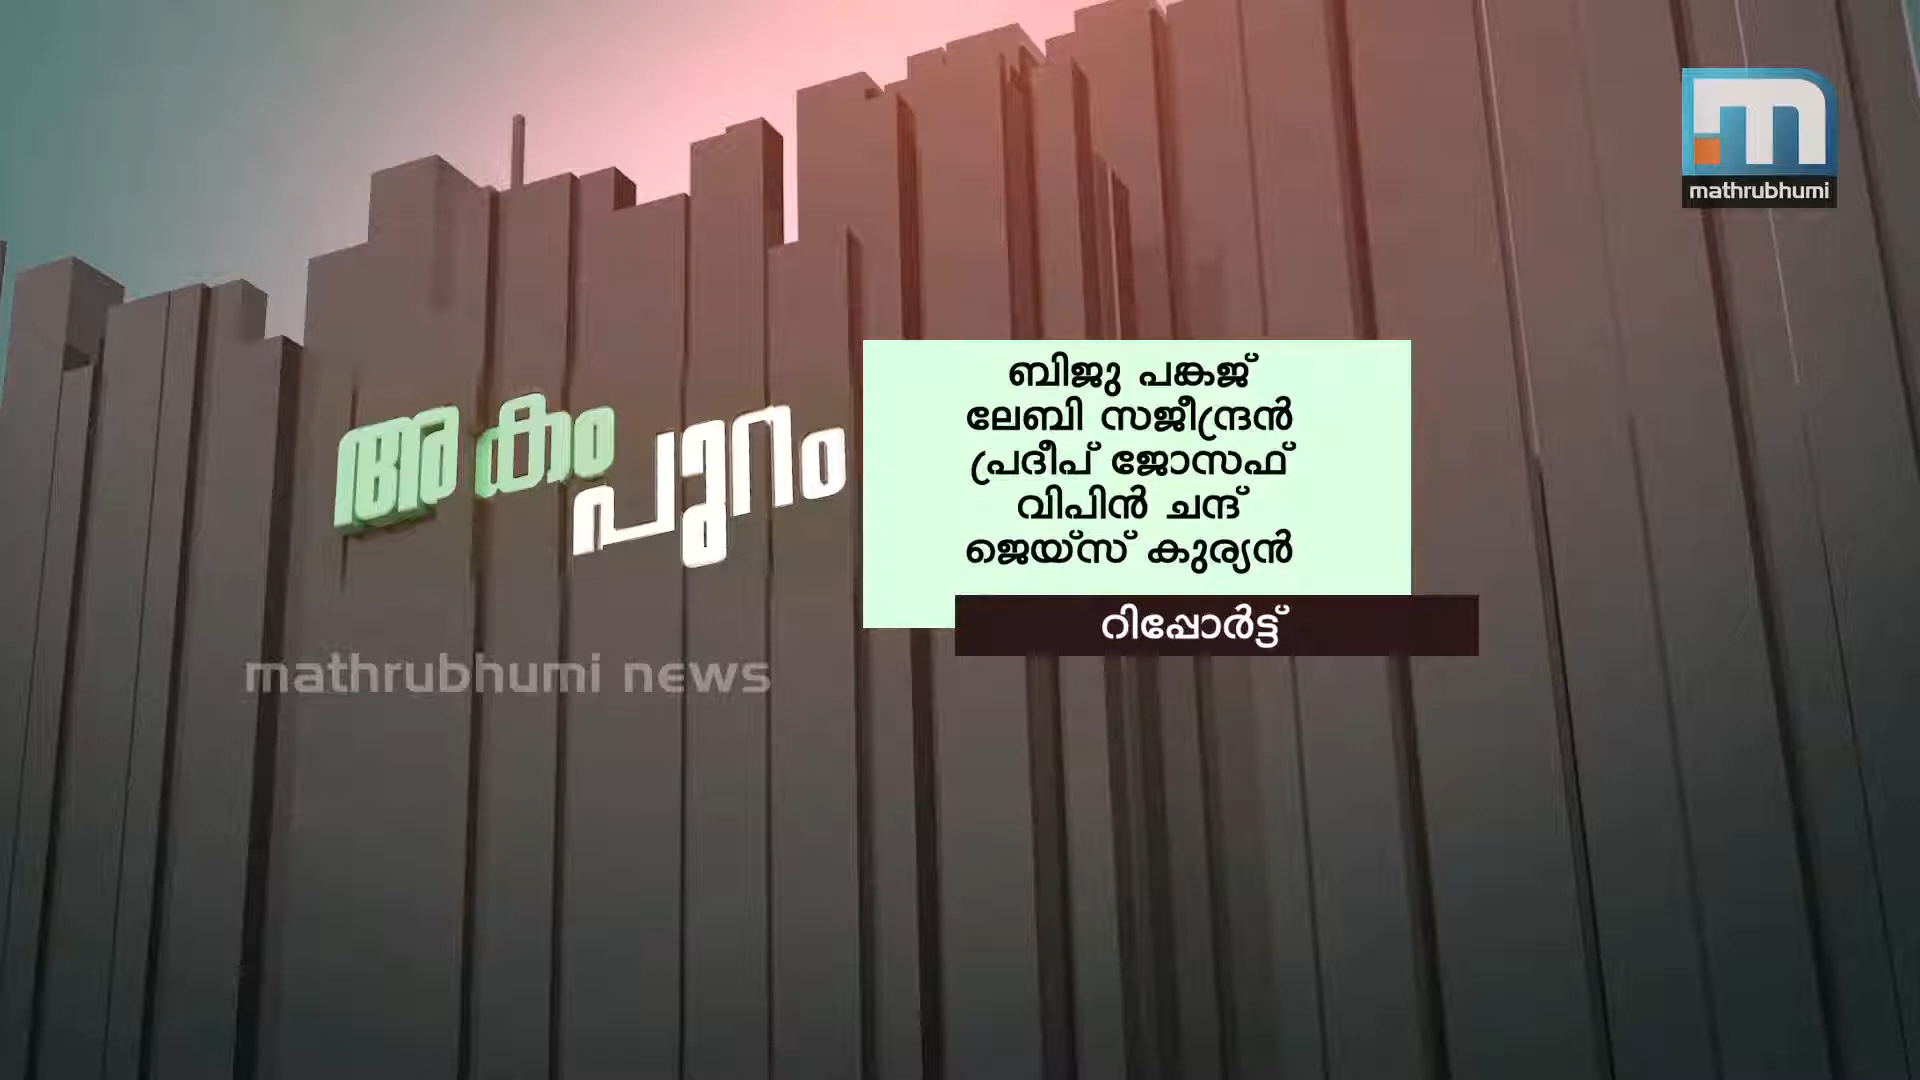 mathrubhumi
അകം
പുറം
ബിജു പങ്കജ്
ലേബി സജീന്ദ്രൻ
പ്രദീപ് ജോസഫ്
വിപിൻ ചന്ദ്
ജെയ്സ് കുര്യൻ
റിപ്പോർട്ട്
mathrubhumi news